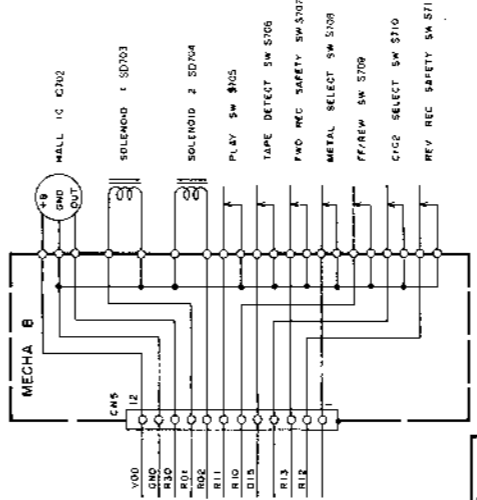 HALL IC IC702
SOLENOID 1 SD703
SOLENOID 2 SD704
PLAY SW S705
TAPE DETECT SW S706
FWD REC SAFETY SW S707
METAL SELECT SW S708
FF/REW SW S709
CrO2 SELECT SW S710
REV REC SAFETY SW S71
+B
GND
OUT
MECHA B
CN5
12
1
VDD
GND
R30
R01
R02
R11
R10
D15
R13
R12